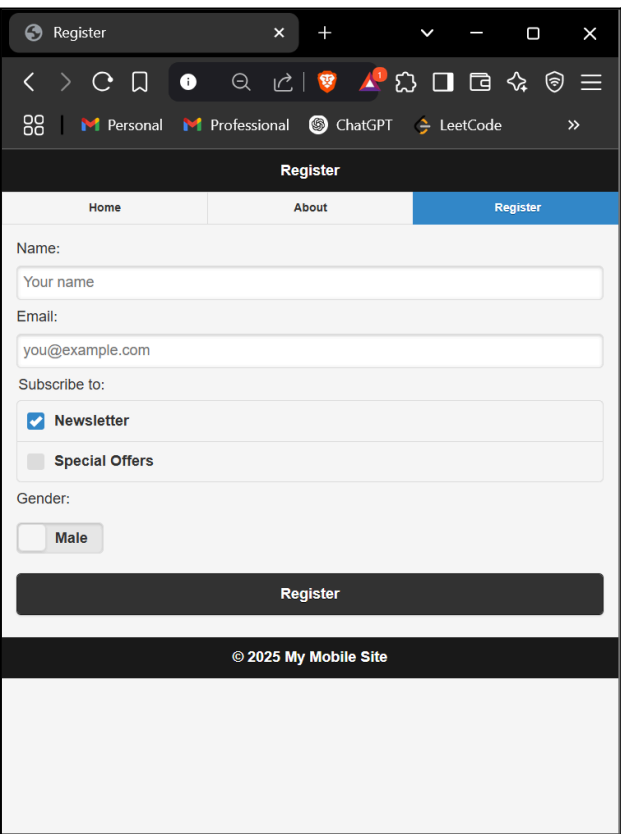 Register
1
Personal Professional ChatGPT LeetCode
Register
Home About Register
Name:
Your name
Email:
you@example.com
Subscribe to:
Newsletter
Special Offers
Gender:
Male
Register
© 2025 My Mobile Site